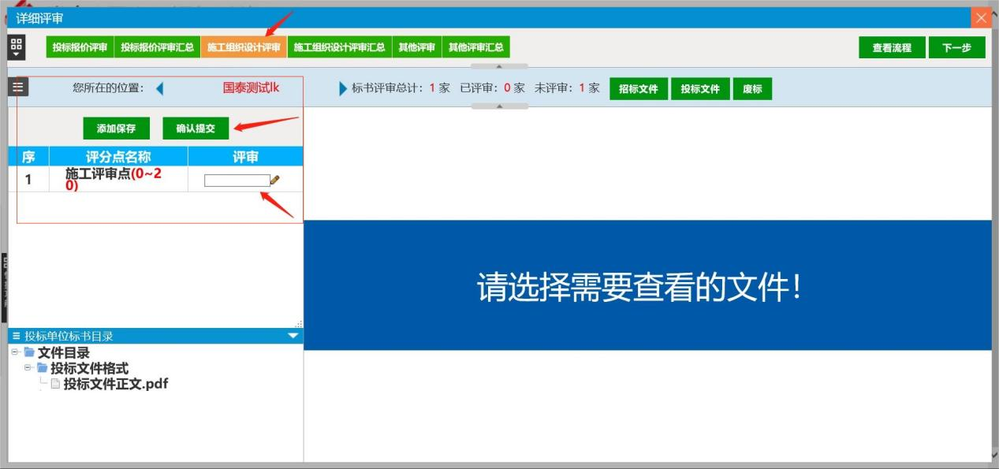 详细评审
投标报价评审 投标报价评审汇总 施工组织设计评审 施工组织设计评审汇总 其他评审 其他评审汇总 查看流程 下一步
您所在的位置： 国泰测试lk 标书评审总计：1 家 已评审：0 家 未评审：1 家 招标文件 投标文件 废标
添加保存 确认提交
序 评分点名称 评审
1 施工评审点(0~2
0)
请选择需要查看的文件！
投标单位标书目录
文件目录
投标文件格式
投标文件正文.pdf